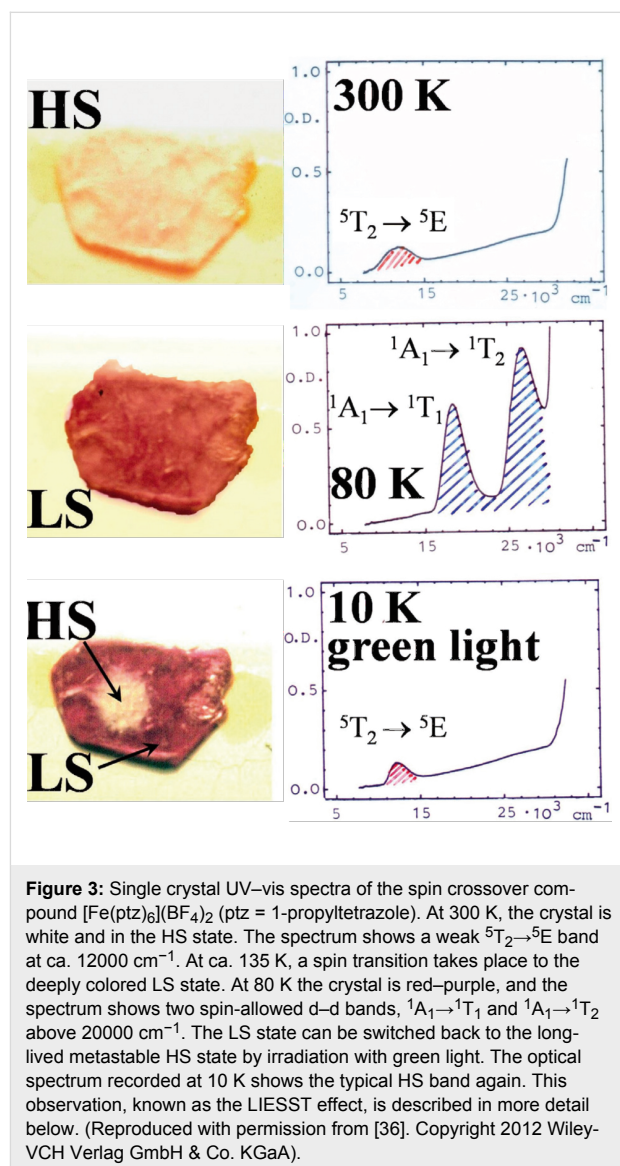 HS
300 K
1.0
O.D.
0.5
0.0
⁵T₂ → ⁵E
5 15 25 · 10³ cm⁻¹
LS
80 K
1.0
O.D.
0.5
0.0
¹A₁→ ¹T₂
¹A₁→ ¹T₁
5 15 25 · 10³ cm⁻¹
HS
LS
10 K
green light
1.0
O.D.
0.5
0.0
⁵T₂ → ⁵E
5 15 25 · 10³ cm⁻¹
Figure 3: Single crystal UV–vis spectra of the spin crossover com-
pound [Fe(ptz)₆](BF₄)₂ (ptz = 1-propyltetrazole). At 300 K, the crystal is
white and in the HS state. The spectrum shows a weak ⁵T₂→⁵E band
at ca. 12000 cm⁻¹. At ca. 135 K, a spin transition takes place to the
deeply colored LS state. At 80 K the crystal is red–purple, and the
spectrum shows two spin-allowed d–d bands, ¹A₁→¹T₁ and ¹A₁→¹T₂
above 20000 cm⁻¹. The LS state can be switched back to the long-
lived metastable HS state by irradiation with green light. The optical
spectrum recorded at 10 K shows the typical HS band again. This
observation, known as the LIESST effect, is described in more detail
below. (Reproduced with permission from [36]. Copyright 2012 Wiley-
VCH Verlag GmbH & Co. KGaA).